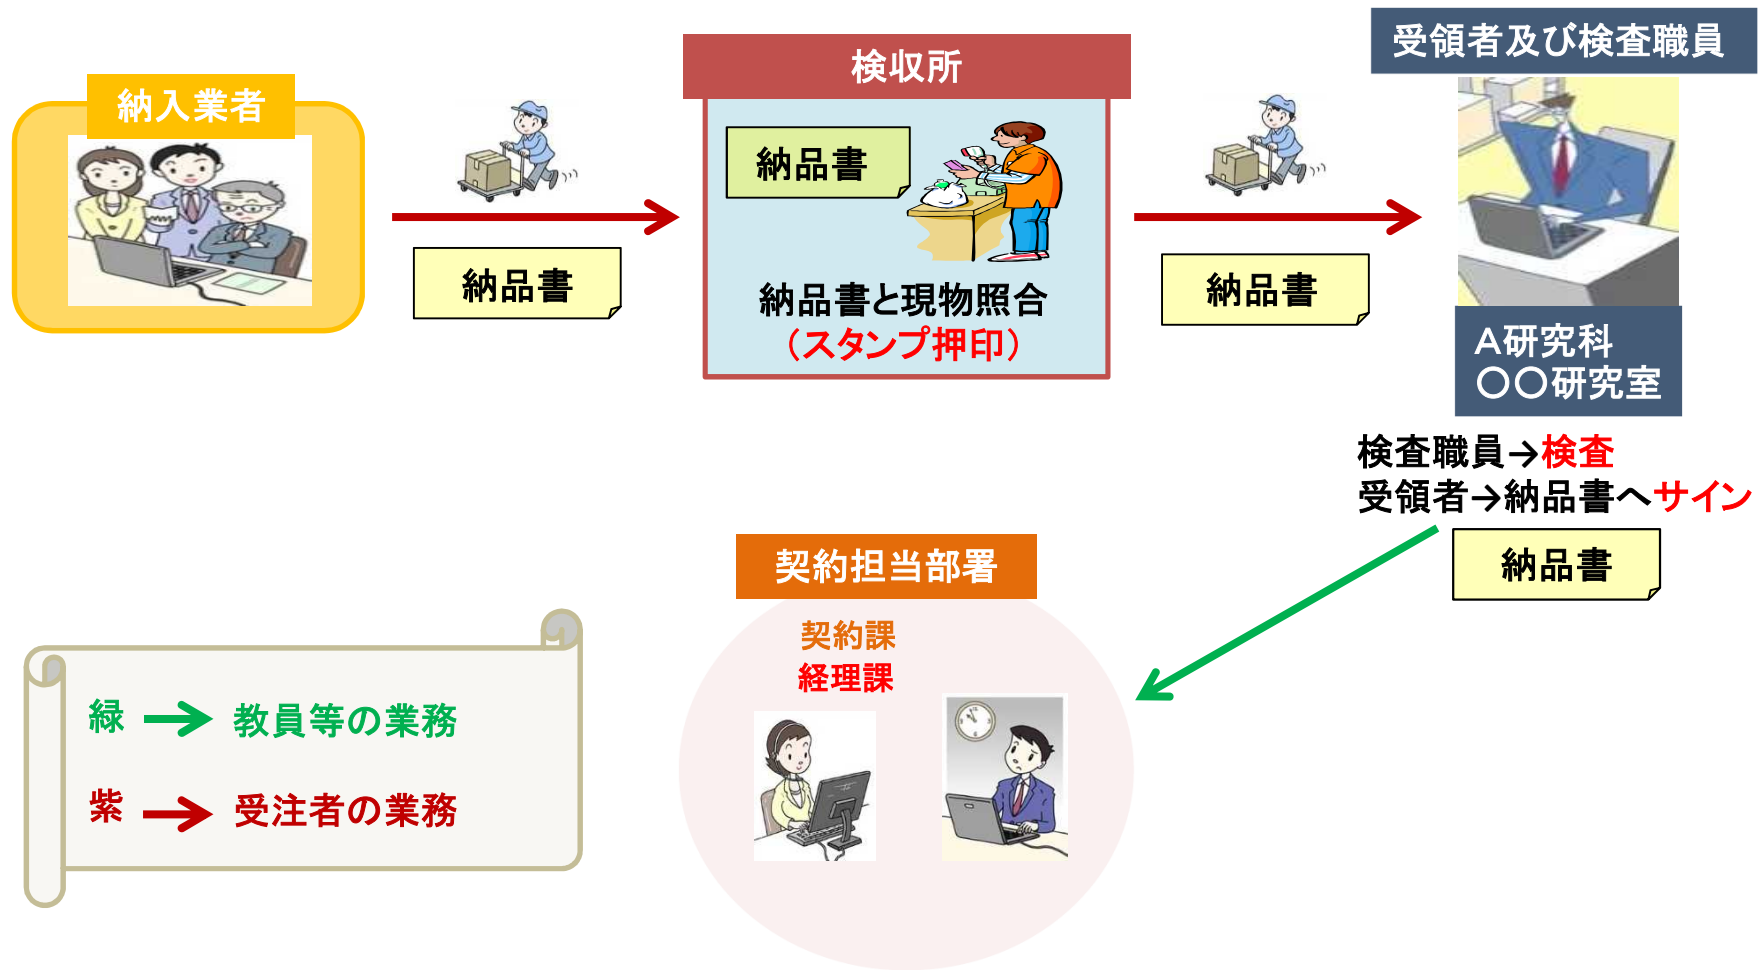 納入業者
納品書
検収所
納品書
納品書と現物照合
（スタンプ押印）
納品書
受領者及び検査職員
A研究科
〇〇研究室
検査職員→検査
受領者→納品書へサイン
納品書
契約担当部署
契約課
経理課
緑 → 教員等の業務
紫 → 受注者の業務